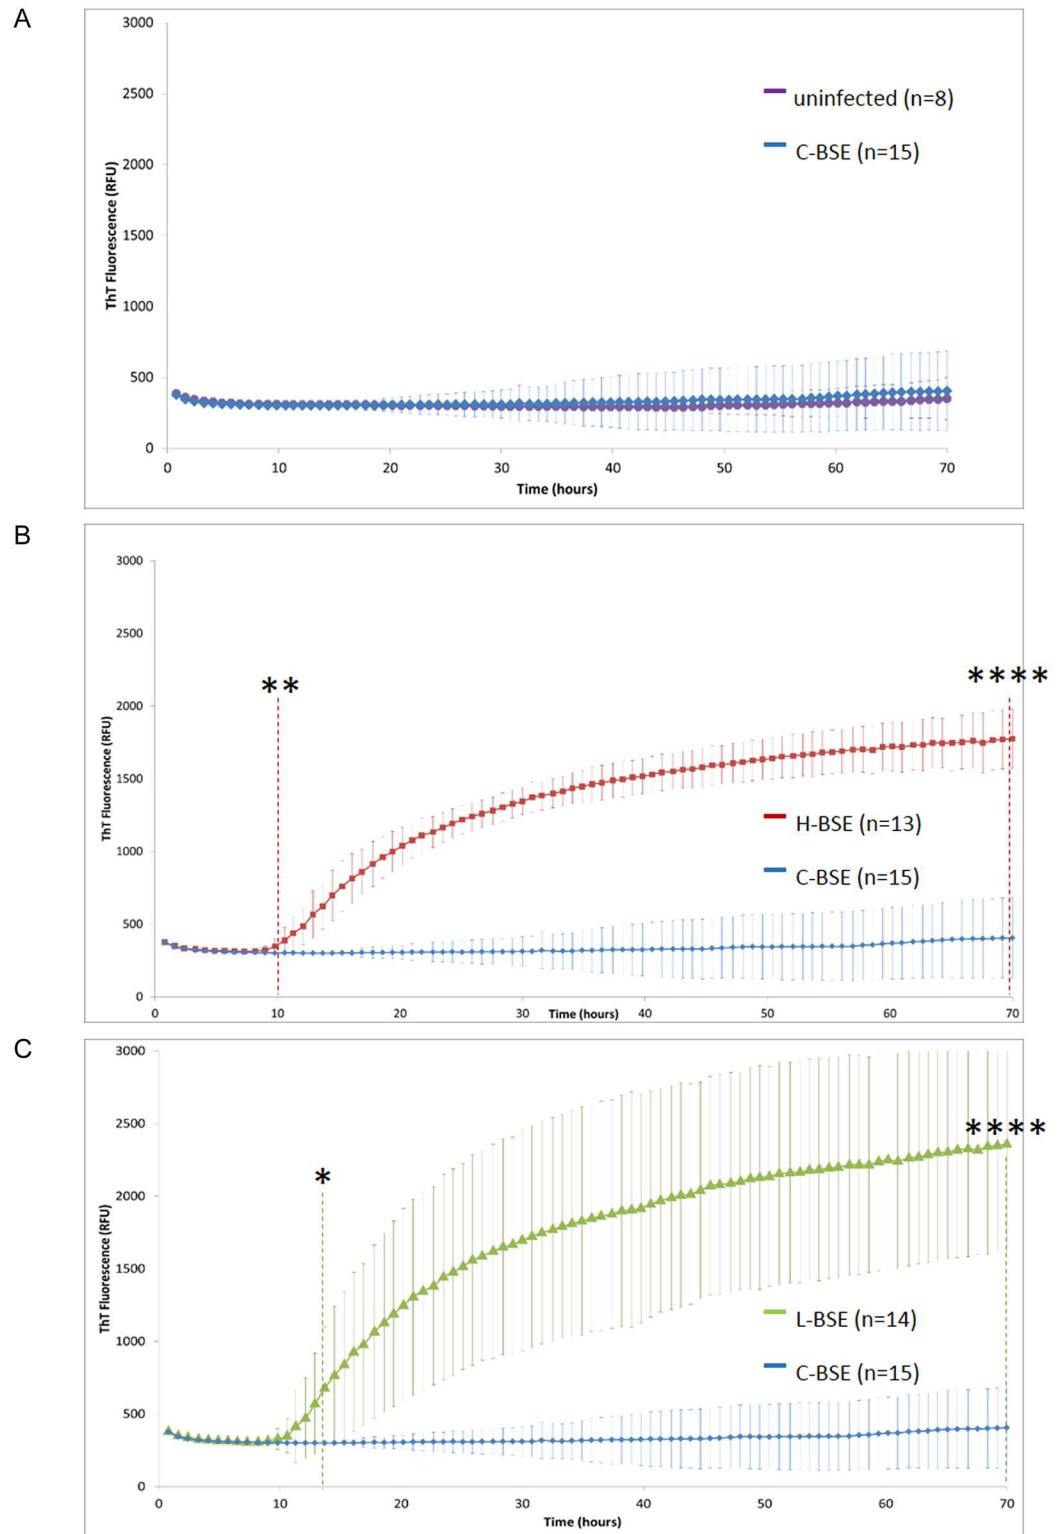 A
3000
2500
2000
1500
1000
500
0
ThT Fluorescence (RFU)
uninfected (n=8)
C-BSE (n=15)
0 10 20 30 40 50 60 70
Time (hours)
B
3000
2500
2000
1500
1000
500
0
ThT Fluorescence (RFU)
**
****
H-BSE (n=13)
C-BSE (n=15)
0 10 20 30 40 50 60 70
Time (hours)
C
3000
2500
2000
1500
1000
500
0
ThT Fluorescence (RFU)
*
****
L-BSE (n=14)
C-BSE (n=15)
0 10 20 30 40 50 60 70
Time (hours)